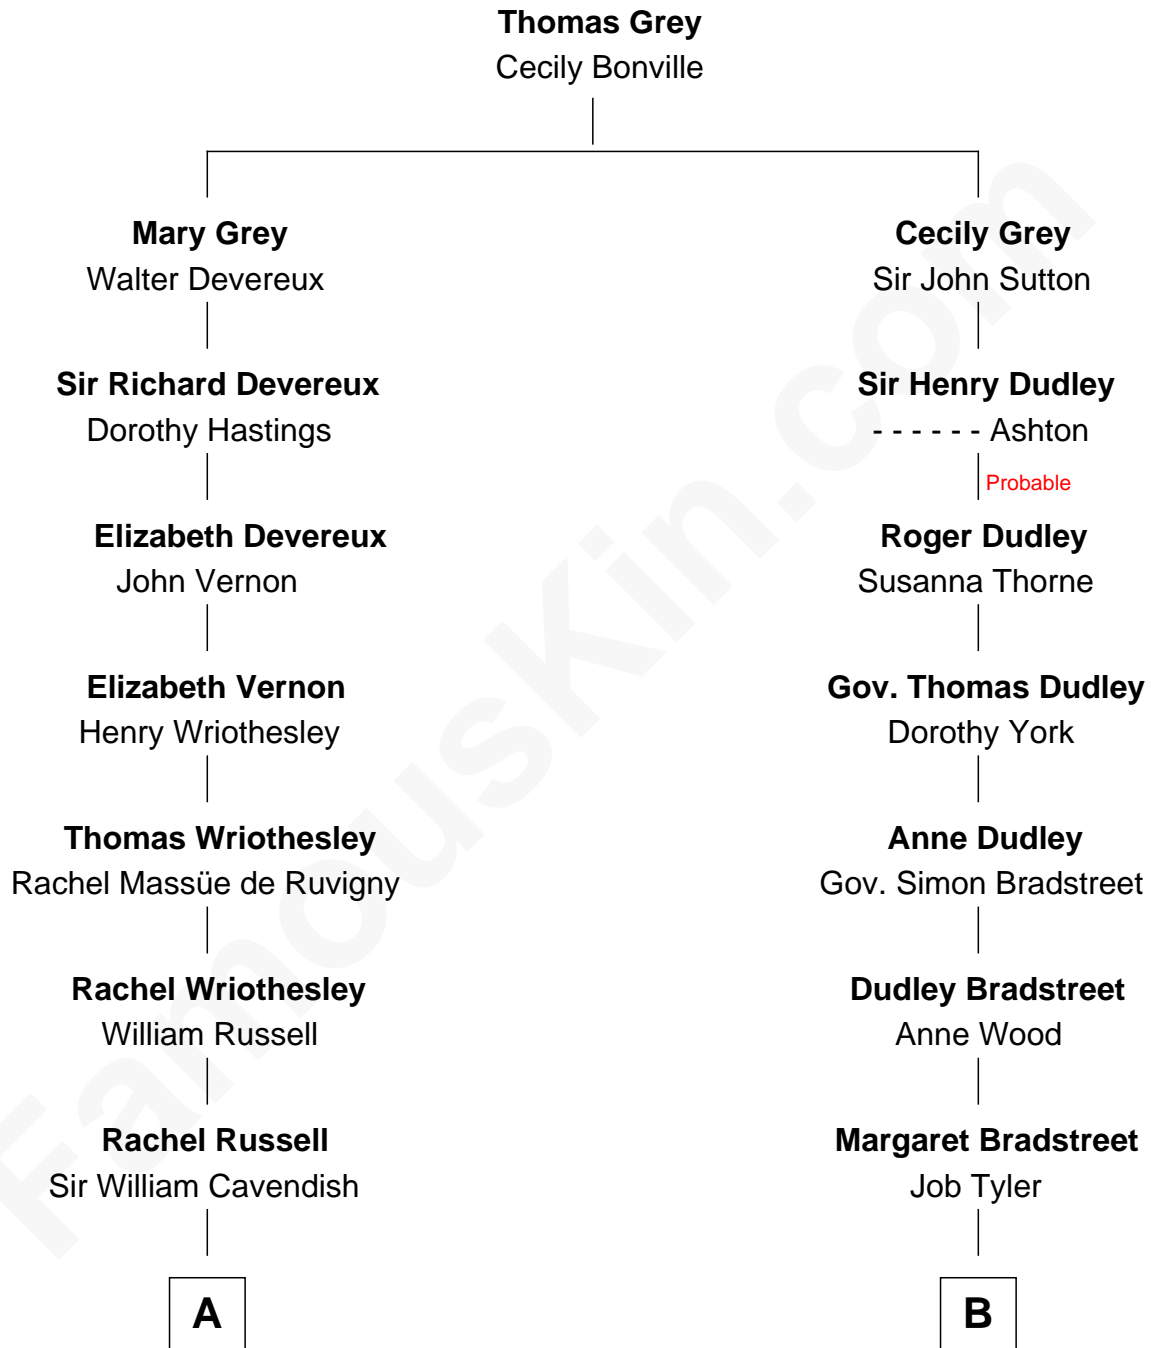 Thomas Grey
Cecily Bonville
Mary Grey
Walter Devereux
Cecily Grey
Sir John Sutton
Sir Richard Devereux
Dorothy Hastings
Sir Henry Dudley
- - - - - - Ashton
Probable
Elizabeth Devereux
John Vernon
Roger Dudley
Susanna Thorne
Elizabeth Vernon
Henry Wriothesley
Gov. Thomas Dudley
Dorothy York
Thomas Wriothesley
Rachel Massüe de Ruvigny
Anne Dudley
Gov. Simon Bradstreet
Rachel Wriothesley
William Russell
Dudley Bradstreet
Anne Wood
Rachel Russell
Sir William Cavendish
Margaret Bradstreet
Job Tyler
A
B
FamousKin.com